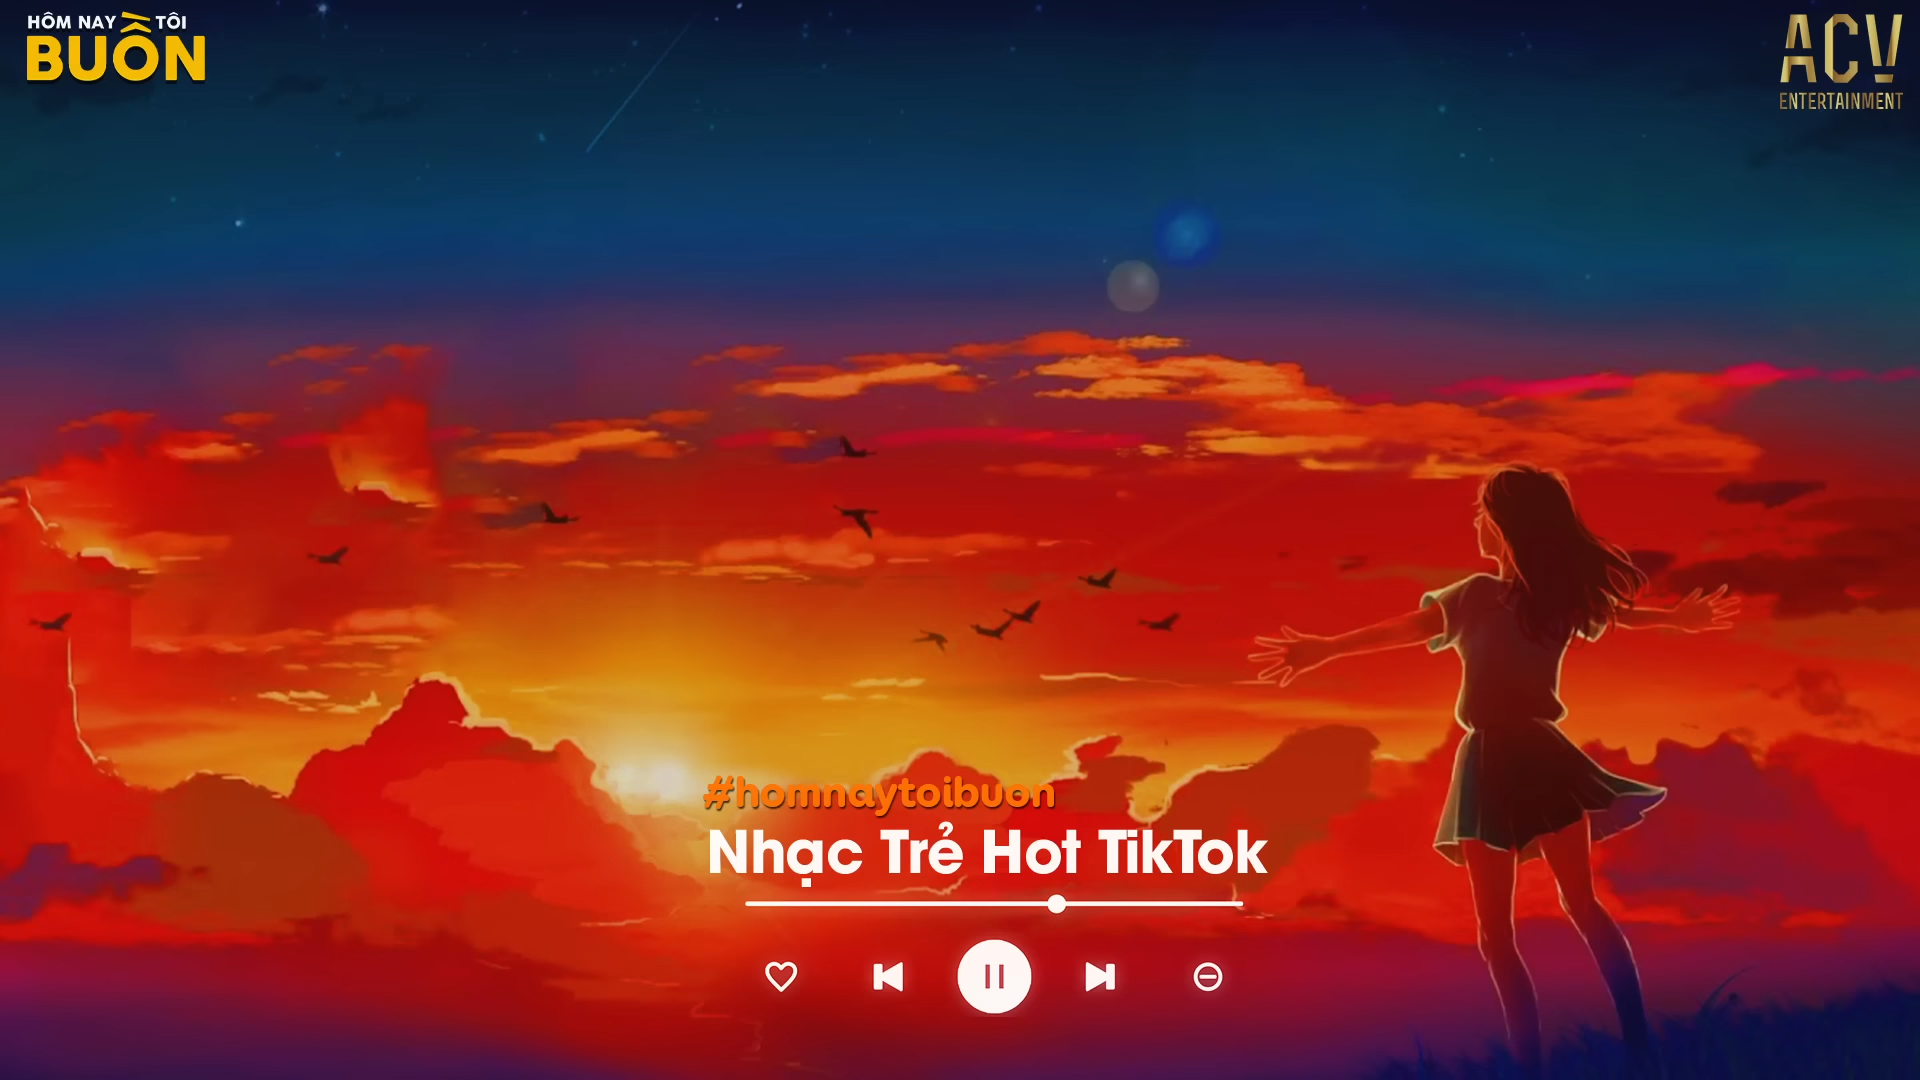 HÔM NAY TÔI
BUỒN
ACV
ENTERTAINMENT
#homnaytoibuon
Nhạc Trẻ Hot TikTok